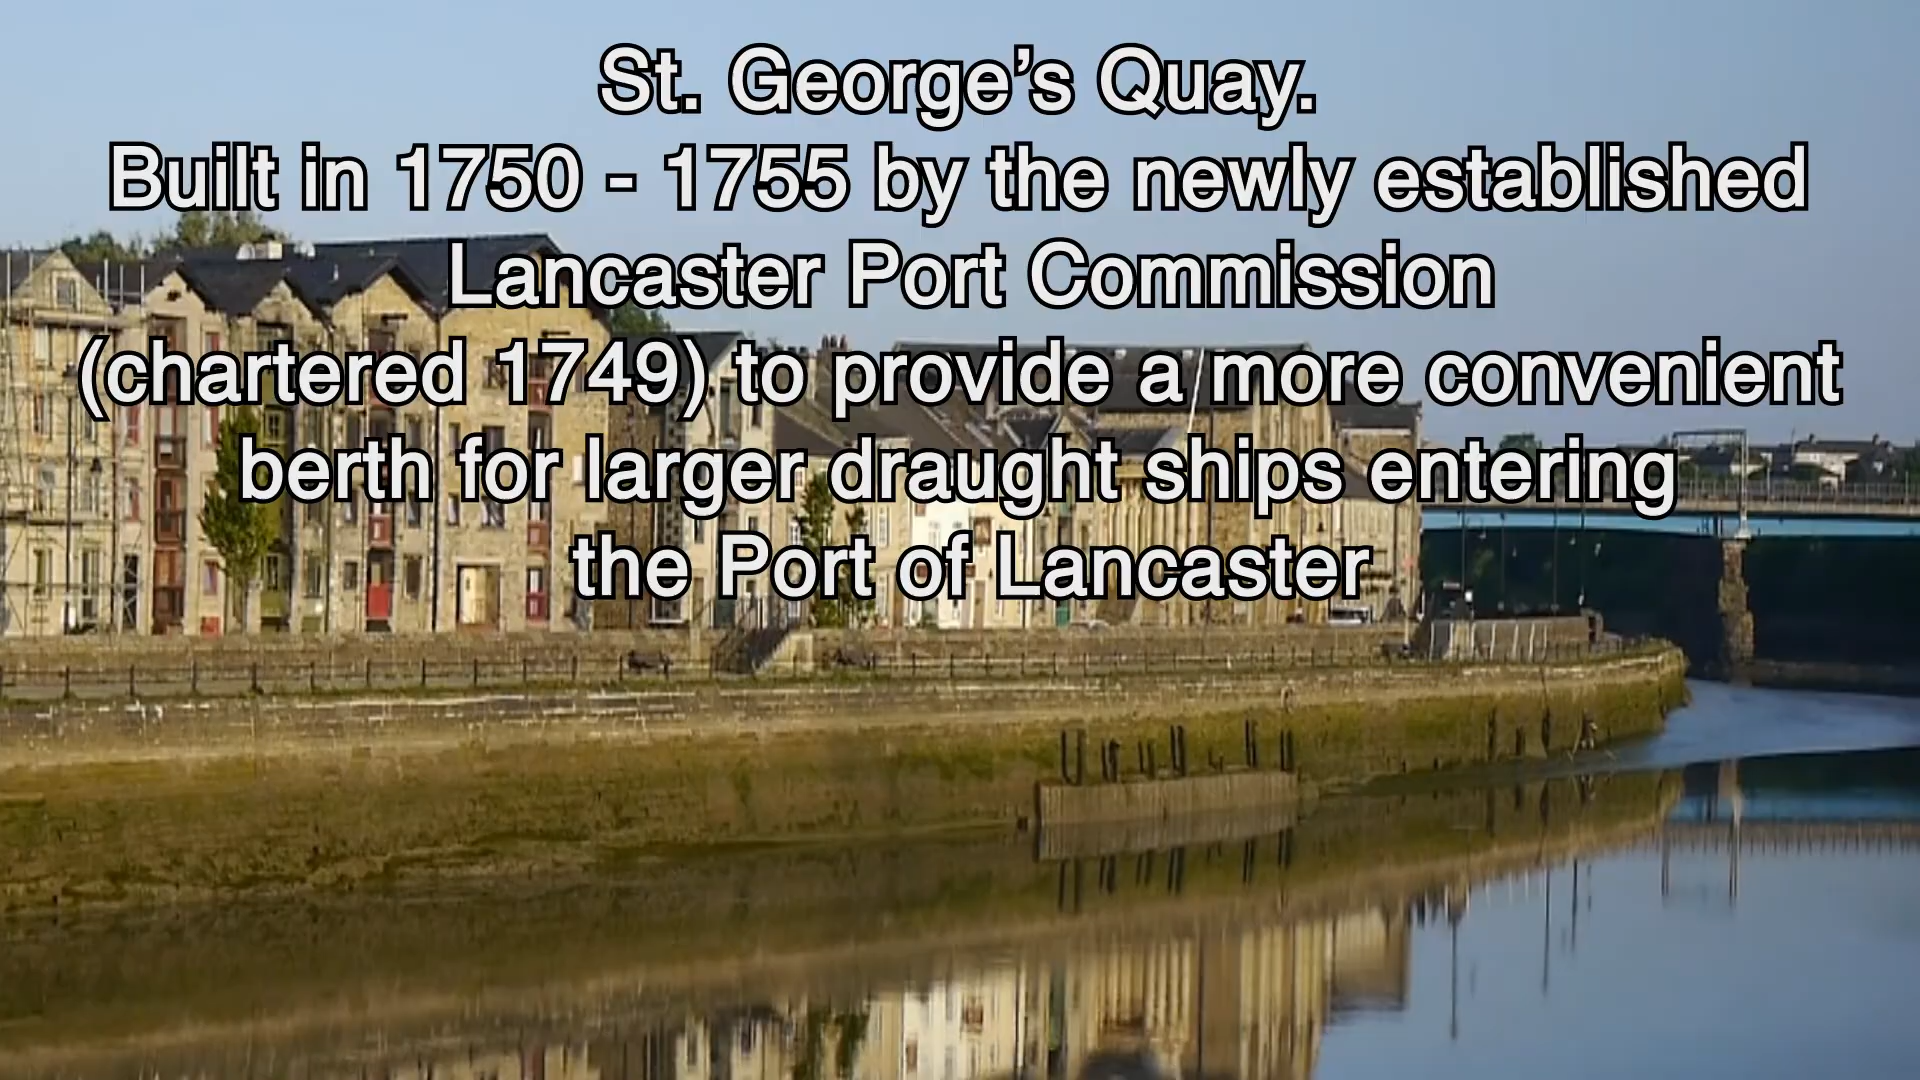 St. George’s Quay.
Built in 1750 - 1755 by the newly established
Lancaster Port Commission
(chartered 1749) to provide a more convenient
berth for larger draught ships entering
the Port of Lancaster